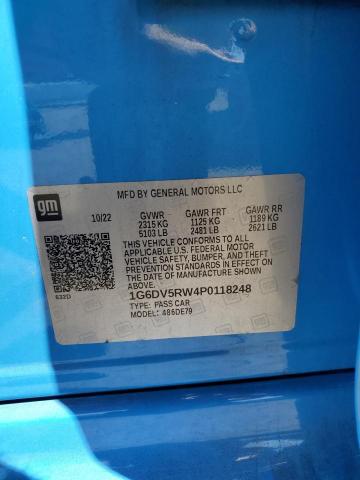 gm
MFD BY GENERAL MOTORS LLC
10/22 GVWR GAWR FRT GAWR RR
2315 KG 1125 KG 1189 KG
5103 LB 2481 LB 2621 LB
THIS VEHICLE CONFORMS TO ALL
APPLICABLE U.S. FEDERAL MOTOR
VEHICLE SAFETY, BUMPER, AND
THEFT PREVENTION STANDARDS IN
EFFECT ON THE DATE OF MANUFACTURE SHOWN ABOVE.
1G6DV5RW4P0118248
TYPE: PASS CAR
MODEL: 486DE79